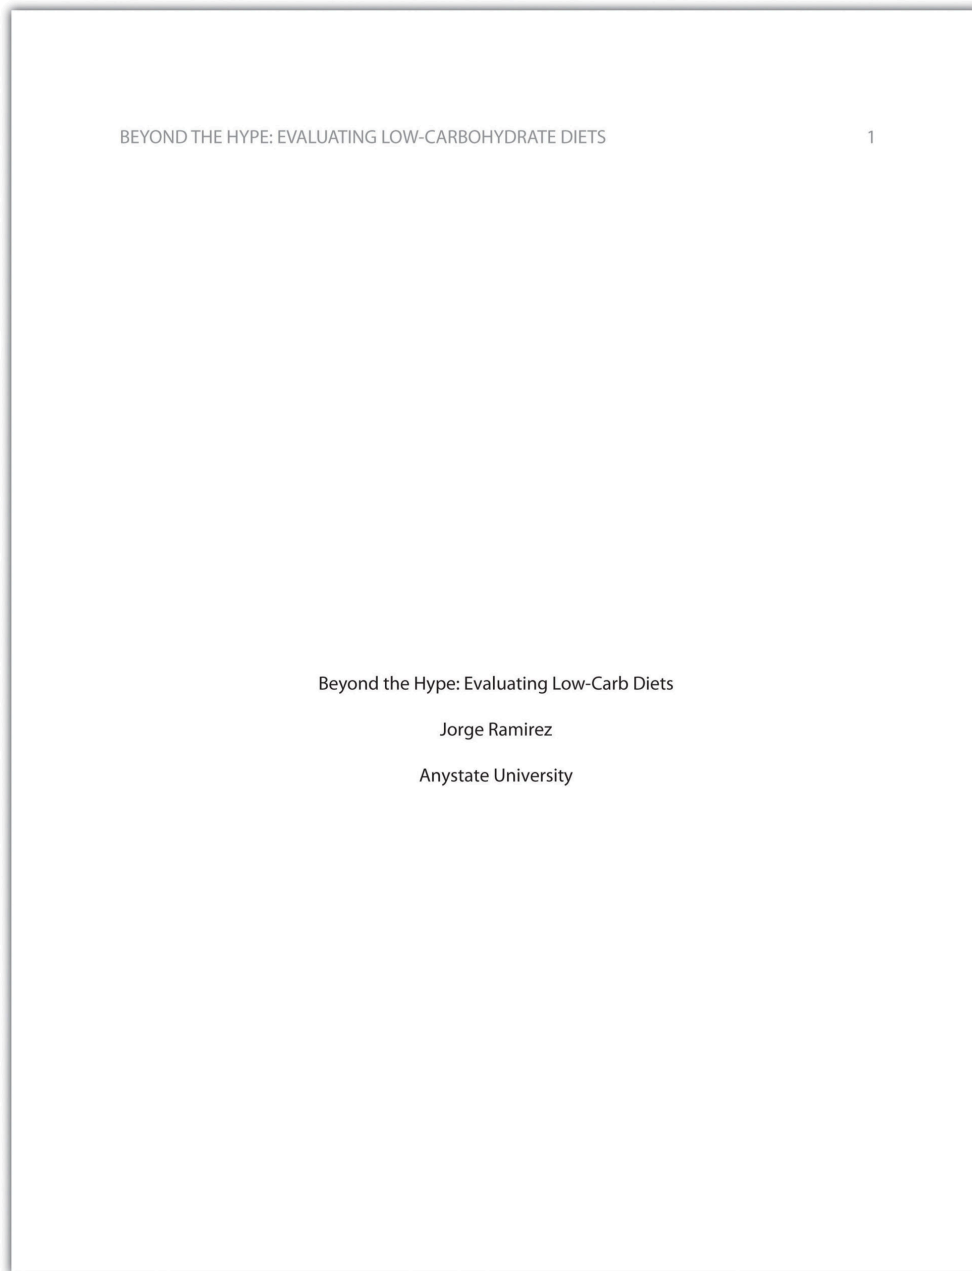 BEYOND THE HYPE: EVALUATING LOW-CARBOHYDRATE DIETS 1
Beyond the Hype: Evaluating Low-Carb Diets
Jorge Ramirez
Anystate University